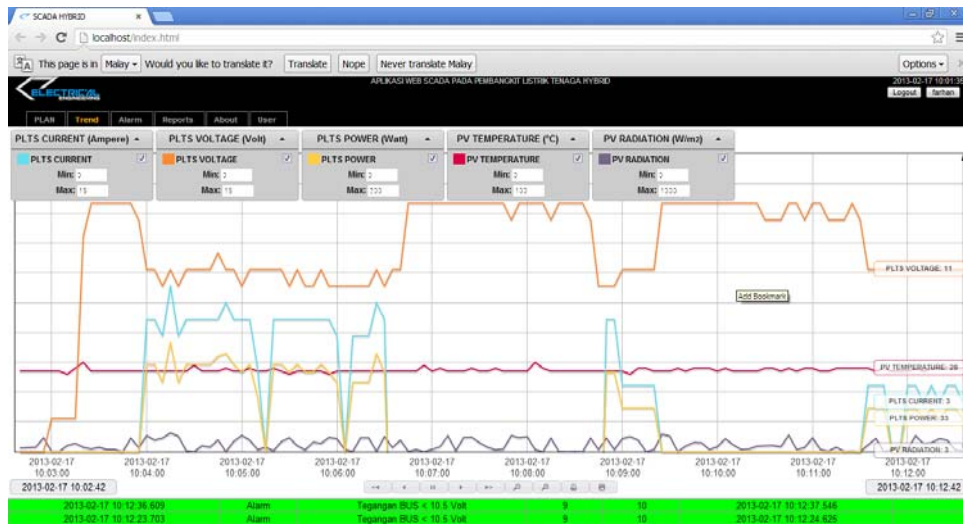 SCADA HYBRID
localhost/index.html
This page is in Malay Would you like to translate it? Translate Nope Never translate Malay Options
ELECTRICAL ENGINEERING
APLIKASI WEB SCADA PADA PEMBANGKIT LISTRIK TENAGA HYBRID
2013-02-17 10:01:35
Logout farhan
PLAN Trend Alarm Reports About User
PLTS CURRENT (Ampere) PLTS VOLTAGE (Volt) PLTS POWER (Watt) PV TEMPERATURE (°C) PV RADIATION (W/m2)
PLTS CURRENT PLTS VOLTAGE PLTS POWER PV TEMPERATURE PV RADIATION
Min: Min: Min: Min: Min:
Max: 15 Max: 15 Max: Max: Max:
PLTS VOLTAGE: 11
Add Bookmark
PV TEMPERATURE: 28
PLTS CURRENT: 3
PLTS POWER: 33
PV RADIATION: 3
2013-02-17 2013-02-17 2013-02-17 2013-02-17 2013-02-17 2013-02-17 2013-02-17 2013-02-17 2013-02-17 2013-02-17
10:03:00 10:04:00 10:05:00 10:06:00 10:07:00 10:08:00 10:09:00 10:10:00 10:11:00 10:12:00
2013-02-17 10:02.42 2013-02-17 10:12.42
2013-02-17 10:12:36.609 Alarm Tegangan BUS < 10.5 Volt 9 10 2013-02-17 10:12:37.546
2013-02-17 10:12:23.703 Alarm Tegangan BUS < 10.5 Volt 9 10 2013-02-17 10:12:24.625